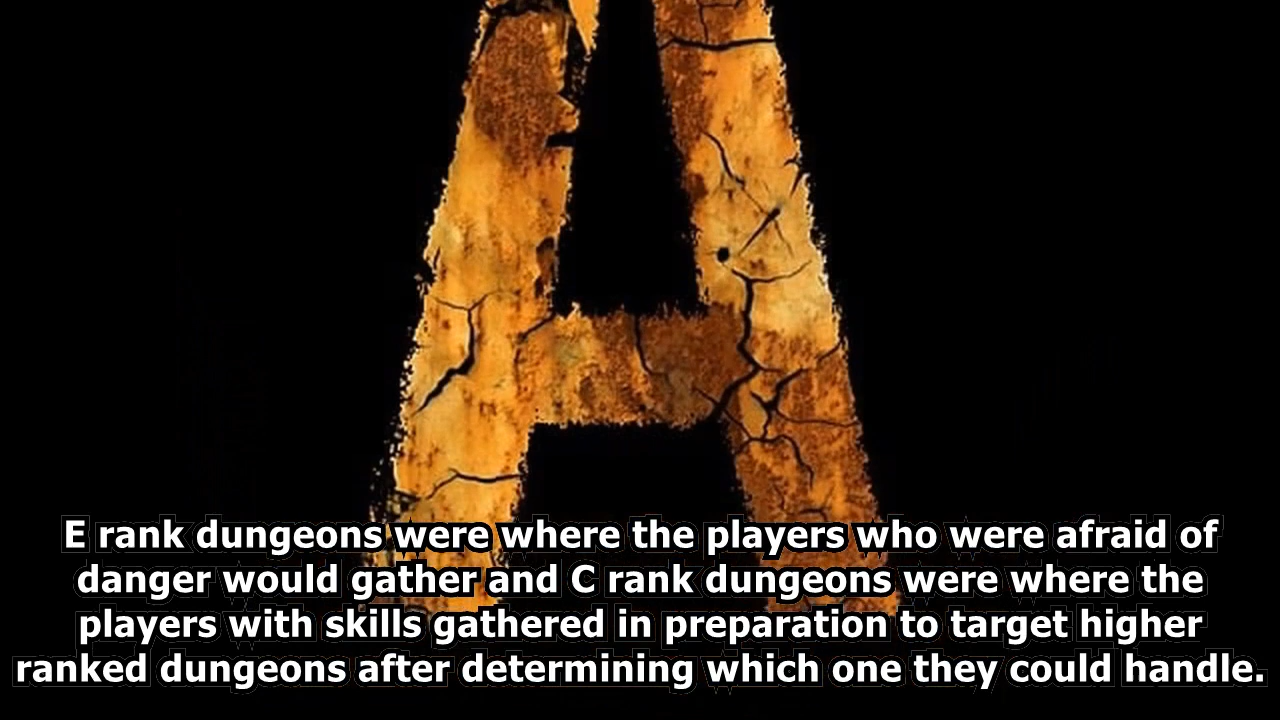 A
E rank dungeons were where the players who were afraid of
danger would gather and C rank dungeons were where the
players with skills gathered in preparation to target higher
ranked dungeons after determining which one they could handle.